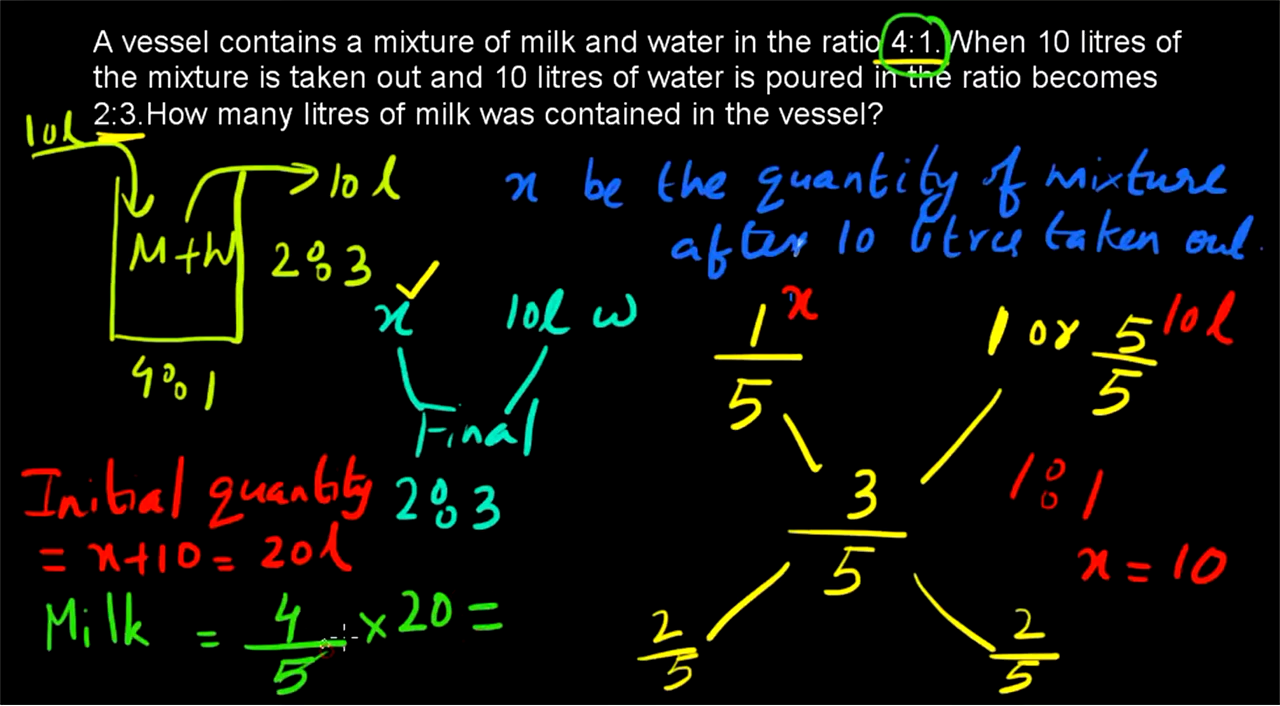 A vessel contains a mixture of milk and water in the ratio 4:1. When 10 litres of
the mixture is taken out and 10 litres of water is poured in the ratio becomes
2:3.How many litres of milk was contained in the vessel?
10l
10 l
M+W
2:3
4:1
x be the quantity of mixture
after 10 litres taken out.
x
10l w
Final
2:3
1/5 x
1 or 5/5 10l
3/5
2/5
2/5
1:1
x = 10
Initial quantity
= x+10 = 20l
Milk = 4/5 × 20 =